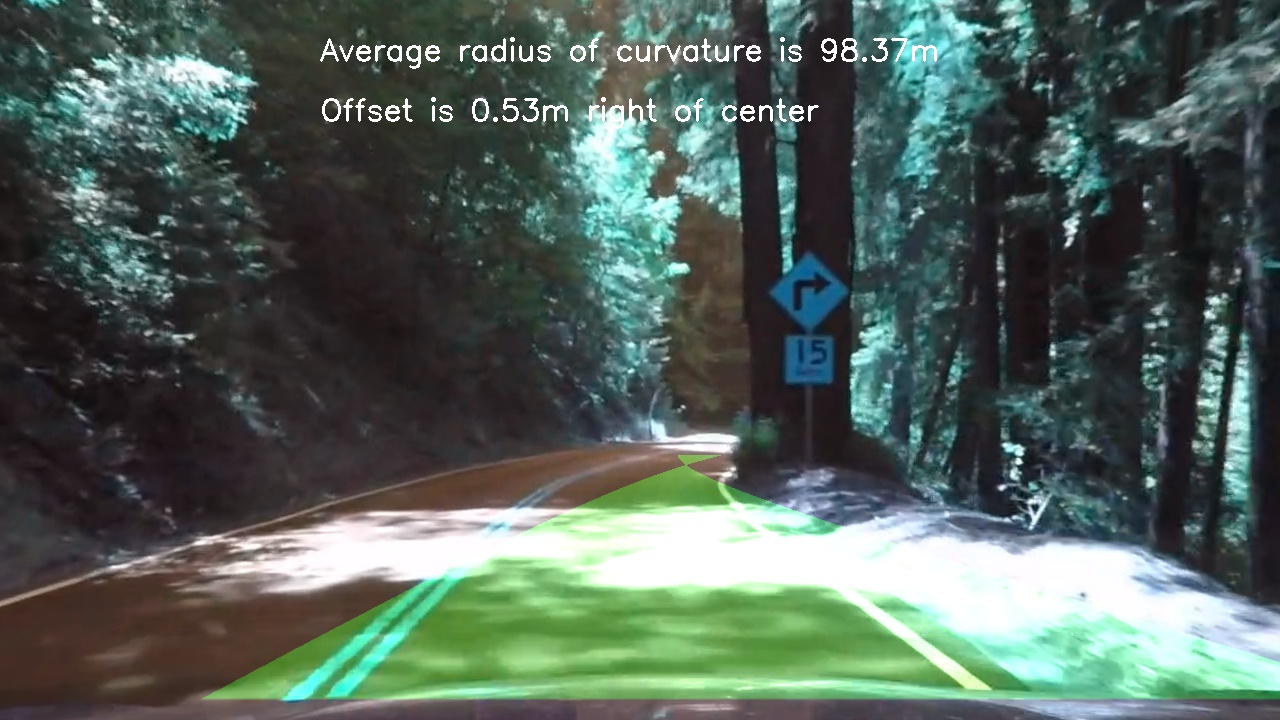 Average radius of curvature is 98.37m
Offset is 0.53m right of center
15